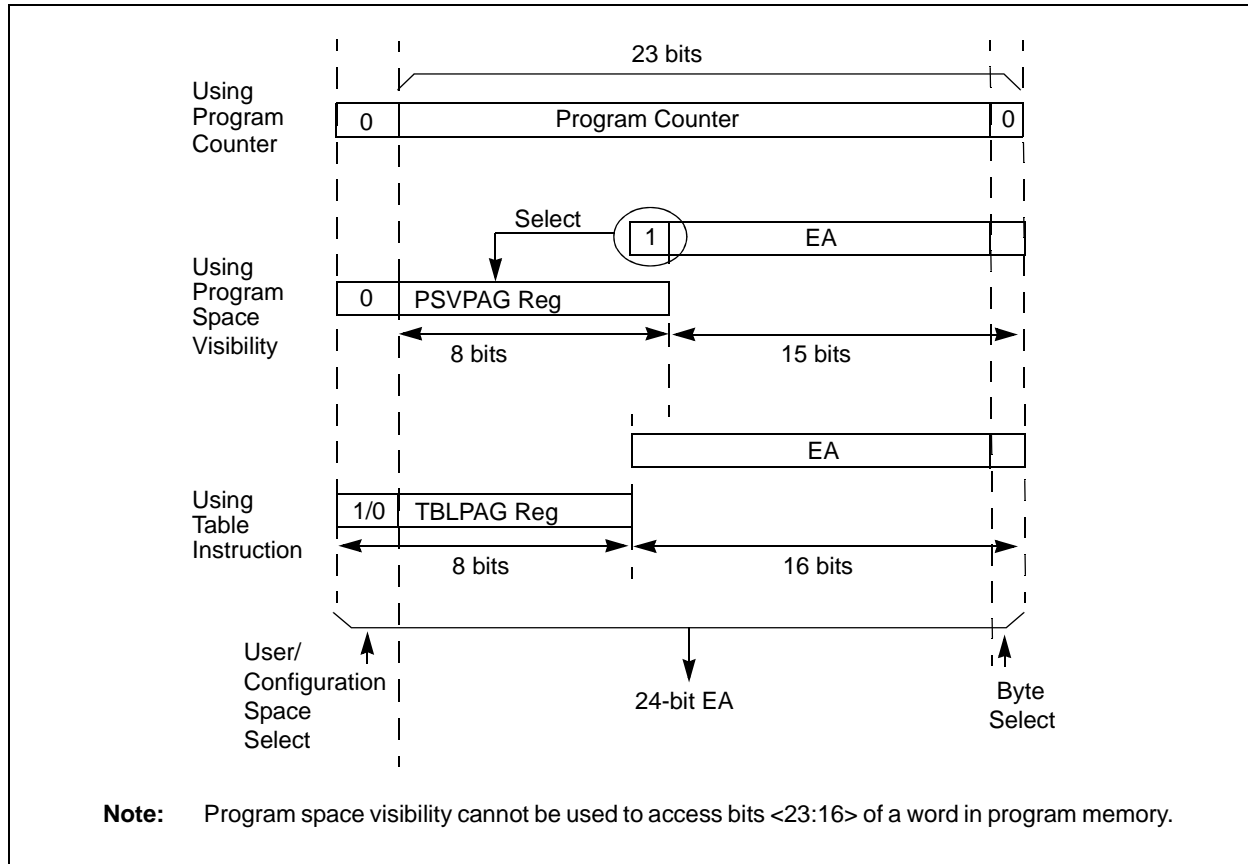 23 bits
Using
Program
Counter
0
Program Counter
0
Select
1
EA
Using
Program
Space
Visibility
0
PSVPAG Reg
8 bits
15 bits
EA
Using
Table
Instruction
1/0
TBLPAG Reg
8 bits
16 bits
User/
Configuration
Space
Select
24-bit EA
Byte
Select
Note: Program space visibility cannot be used to access bits <23:16> of a word in program memory.